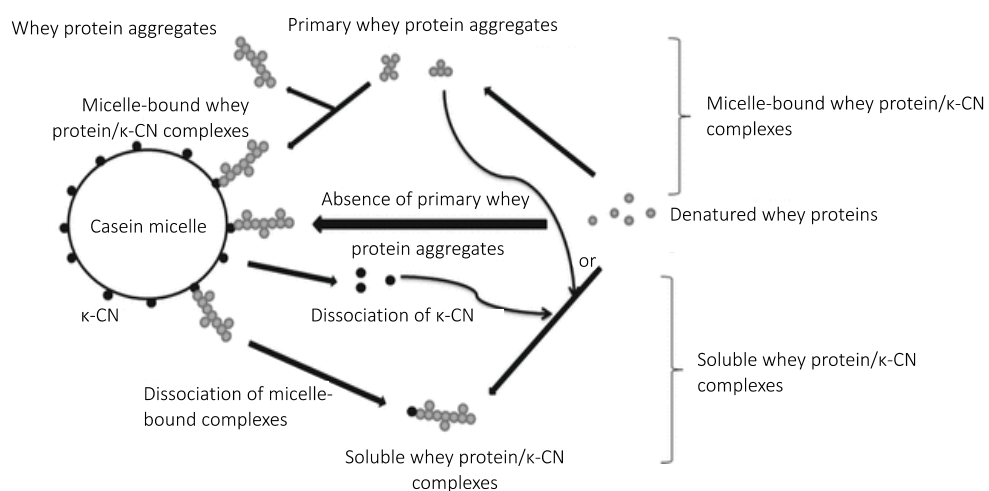 Whey protein aggregates
Primary whey protein aggregates
Micelle-bound whey
protein/κ-CN complexes
Micelle-bound whey protein/κ-CN
complexes
Absence of primary whey
protein aggregates
Denatured whey proteins
Casein micelle
or
κ-CN
Dissociation of κ-CN
Soluble whey protein/κ-CN
complexes
Dissociation of micelle-
bound complexes
Soluble whey protein/κ-CN
complexes